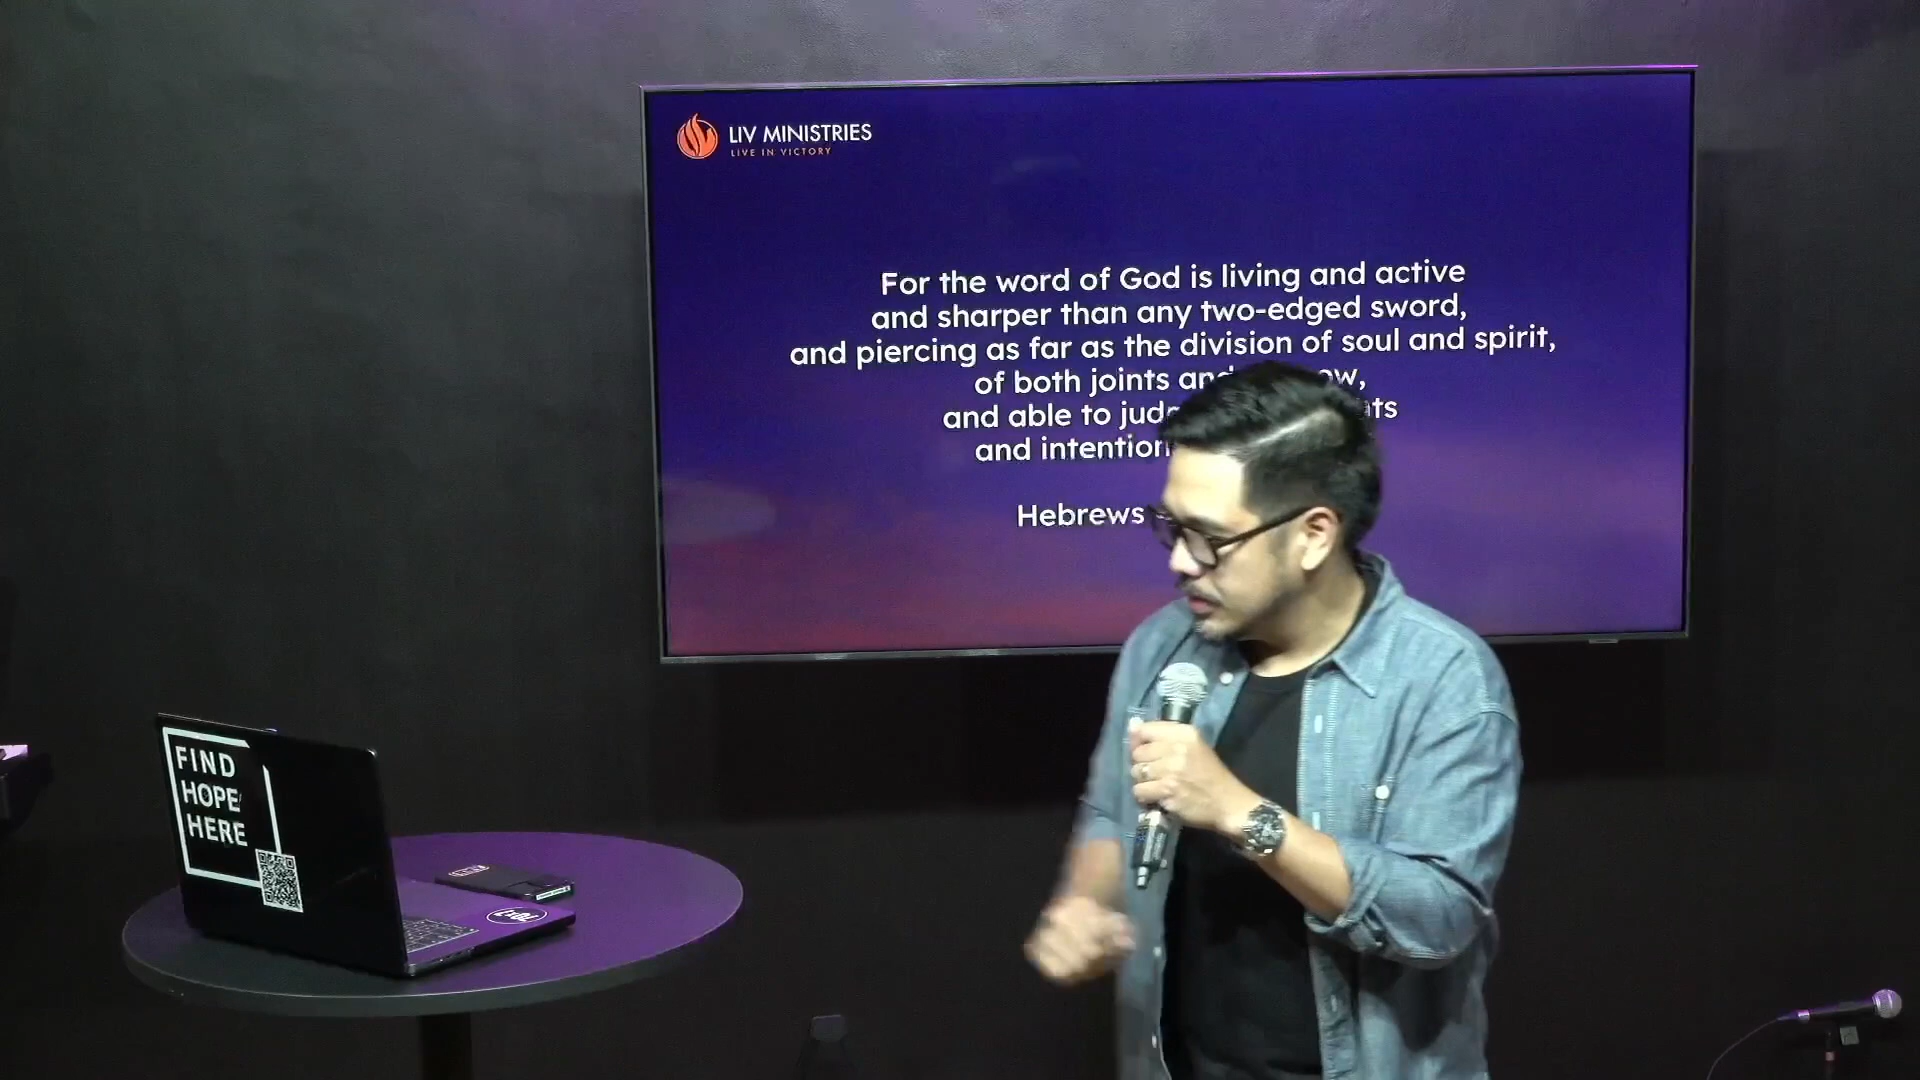 LIV MINISTRIES
LIVE IN VICTORY
For the word of God is living and active
and sharper than any two-edged sword,
and piercing as far as the division of soul and spirit,
of both joints and
and able to
and
Hebrews
FIND
HOPE
HERE